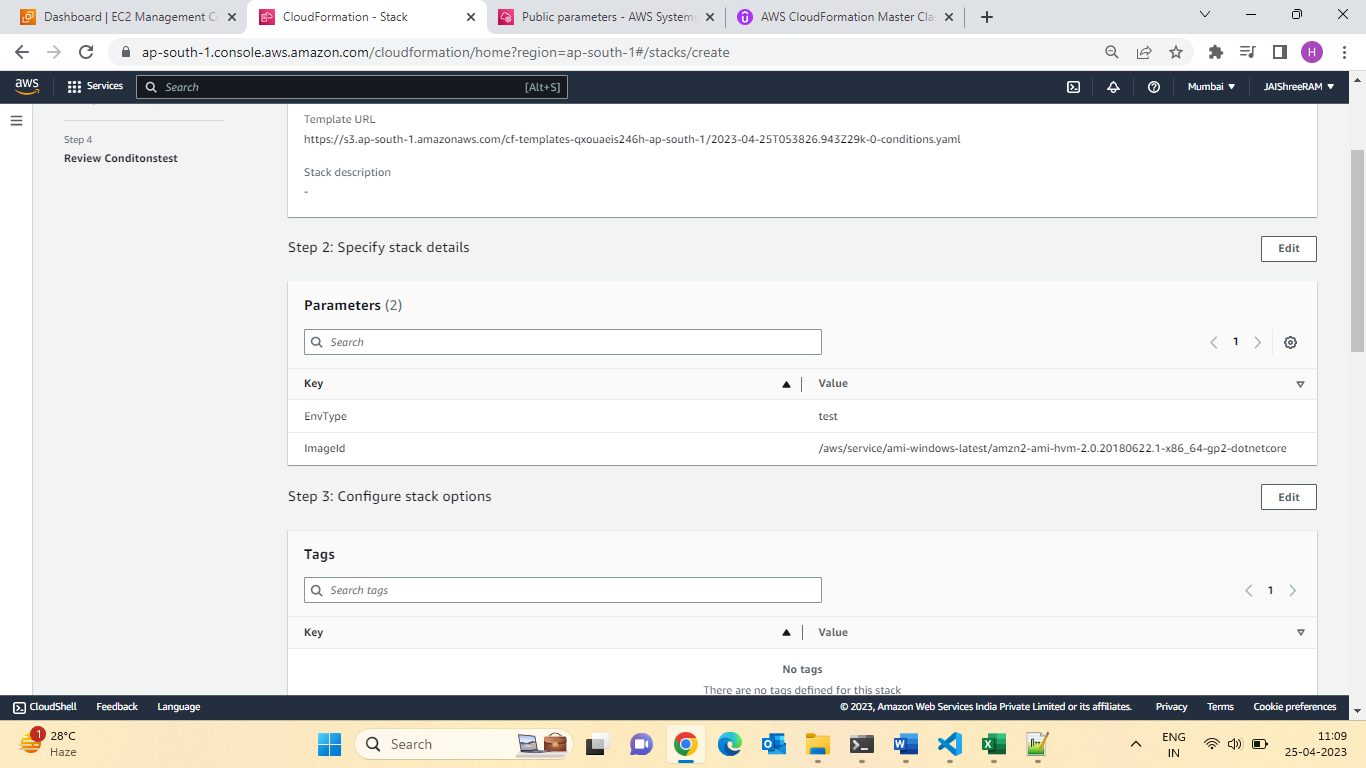 Dashboard | EC2 Management C
CloudFormation - Stack
Public parameters - AWS Systems
AWS CloudFormation Master Cla
ap-south-1.console.aws.amazon.com/cloudformation/home?region=ap-south-1#/stacks/create
H
aws
Services
Search
[Alt+S]
Mumbai
JAIShreeRAM
Step 4
Review Conditonstest
Template URL
https://s3.ap-south-1.amazonaws.com/cf-templates-qxouaeis246h-ap-south-1/2023-04-25T053826.943Z29k-0-conditions.yaml
Stack description
-
Step 2: Specify stack details
Edit
Parameters (2)
Search
1
Key
Value
EnvType
test
ImageId
/aws/service/ami-windows-latest/amzn2-ami-hvm-2.0.20180622.1-x86_64-gp2-dotnetcore
Step 3: Configure stack options
Edit
Tags
Search tags
1
Key
Value
No tags
There are no tags defined for this stack
CloudShell
Feedback
Language
© 2023, Amazon Web Services India Private Limited or its affiliates.
Privacy
Terms
Cookie preferences
1
28°C
Haze
Search
ENG
IN
11:09
25-04-2023